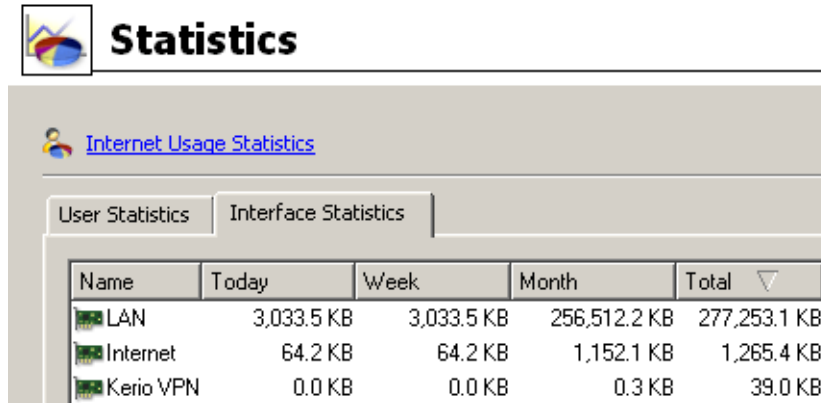 Statistics
Internet Usage Statistics
User Statistics Interface Statistics
Name Today Week Month Total
LAN 3,033.5 KB 3,033.5 KB 256,512.2 KB 277,253.1 KB
Internet 64.2 KB 64.2 KB 1,152.1 KB 1,265.4 KB
Kerio VPN 0.0 KB 0.0 KB 0.3 KB 39.0 KB